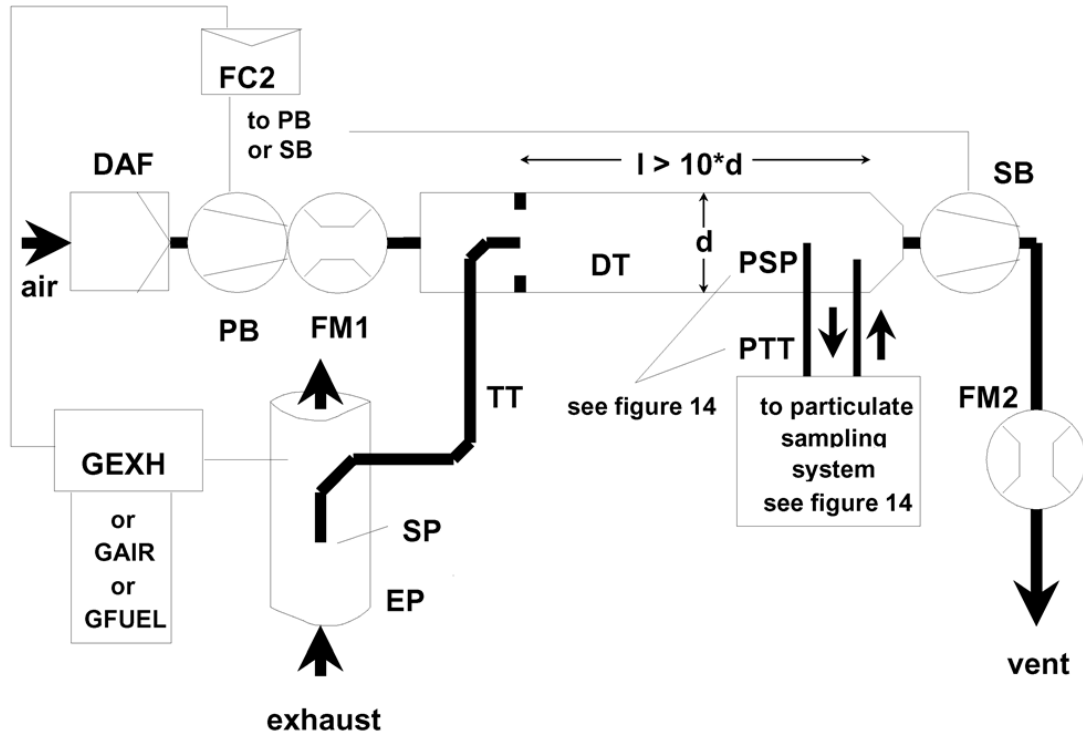 FC2
to PB
or SB
DAF
l > 10*d
SB
air
d
DT
PSP
PB
FM1
PTT
TT
see figure 14
to particulate
sampling
system
see figure 14
FM2
GEXH
or
GAIR
or
GFUEL
SP
EP
vent
exhaust